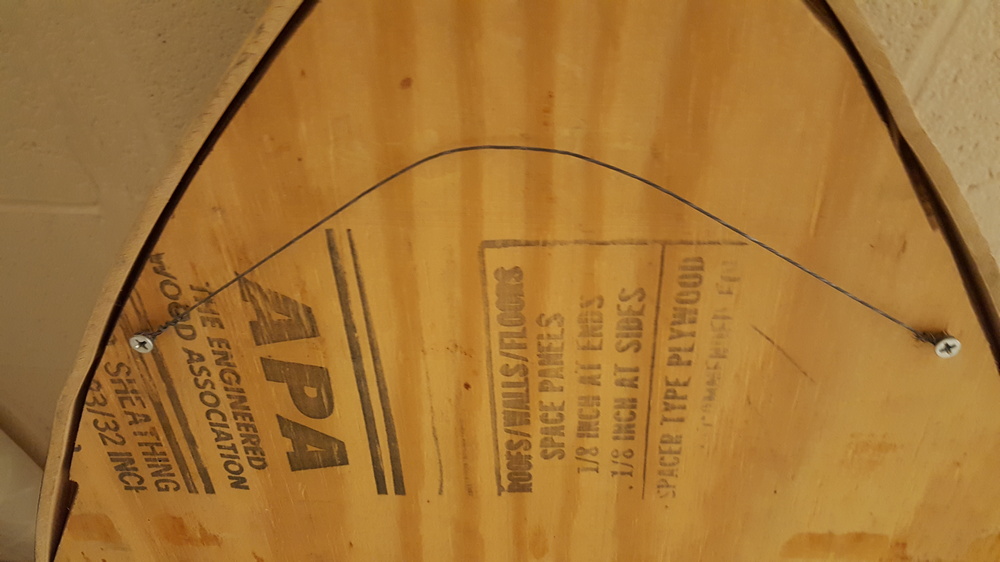 APA
THE ENGINEERED
WOOD ASSOCIATION
SHEATHING
23/32 INCH
ROOFS/WALLS/FLOORS
SPACE PANELS
1/8 INCH AT ENDS
1/8 INCH AT SIDES
SPACER TYPE PLYWOOD